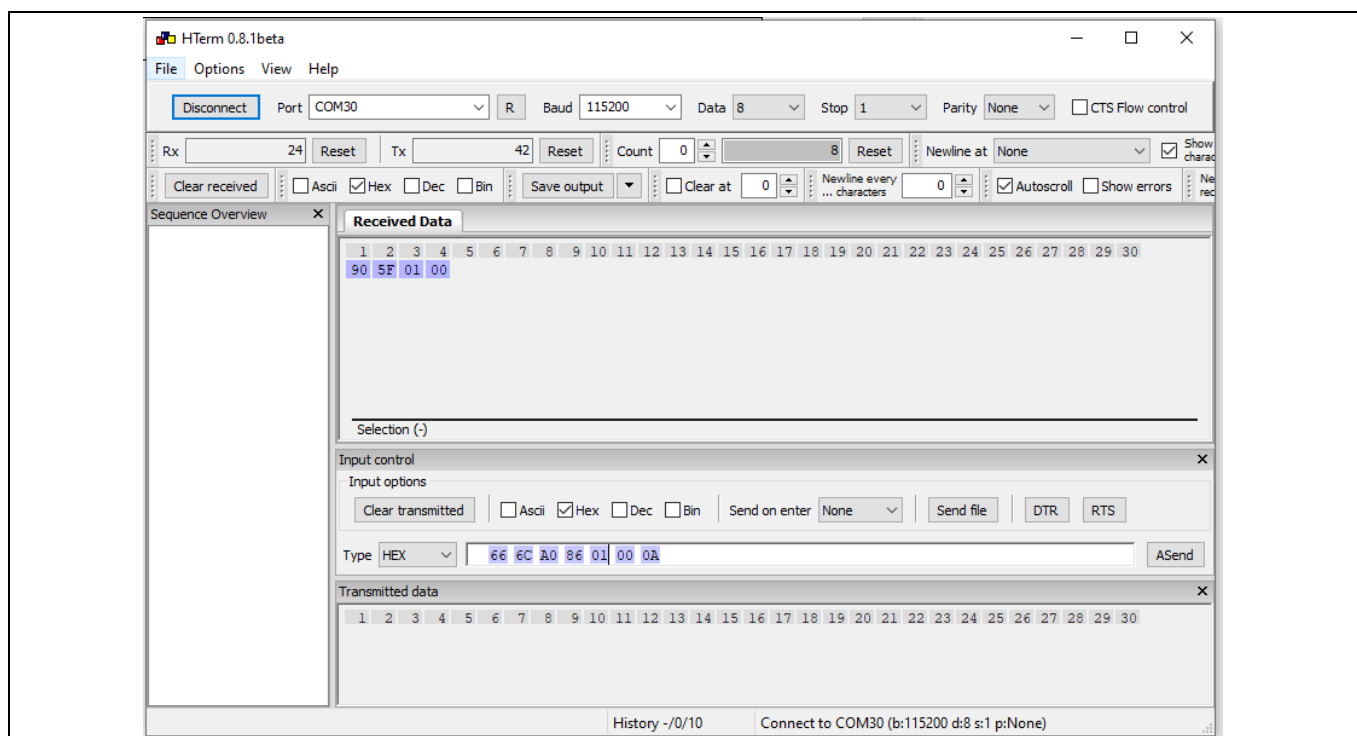 HTerm 0.8.1beta
File Options View Help
Disconnect Port COM30 R Baud 115200 Data 8 Stop 1 Parity None CTS Flow control
Rx 24 Reset Tx 42 Reset Count 0 8 Reset Newline at None Show
charac
Clear received Ascii Hex Dec Bin Save output Clear at 0 Newline every
... characters 0 Autoscroll Show errors Ne
rec
Sequence Overview X
Received Data
1 2 3 4 5 6 7 8 9 10 11 12 13 14 15 16 17 18 19 20 21 22 23 24 25 26 27 28 29 30
90 5F 01 00
Selection (-)
Input control
Input options
Clear transmitted Ascii Hex Dec Bin Send on enter None Send file DTR RTS
Type HEX 66 6C A0 86 01 00 0A ASend
Transmitted data
1 2 3 4 5 6 7 8 9 10 11 12 13 14 15 16 17 18 19 20 21 22 23 24 25 26 27 28 29 30
History -/0/10 Connect to COM30 (b:115200 d:8 s:1 p:None)